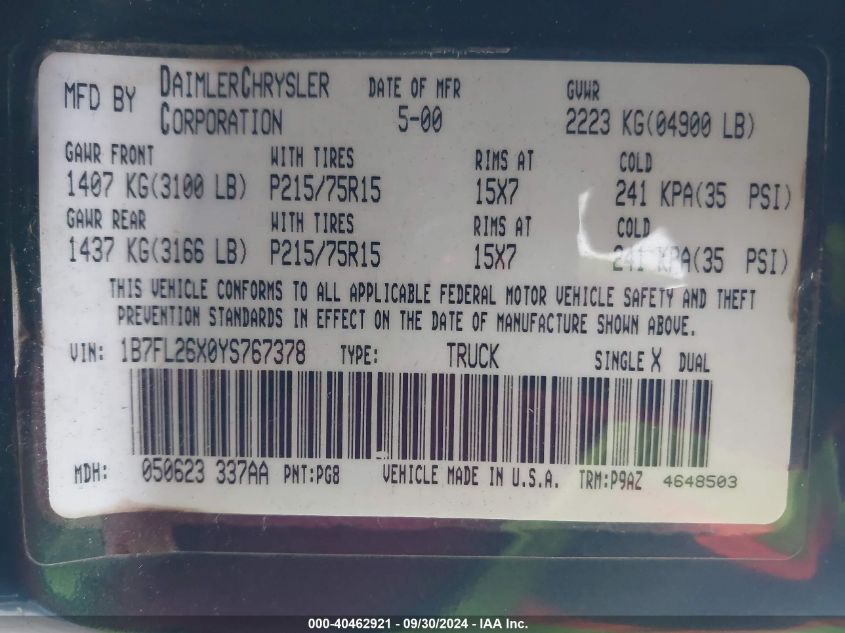 MFD BY DAIMLERCHRYSLER CORPORATION DATE OF MFR 5-00 GVWR 2223 KG(04900 LB)
GAWR FRONT WITH TIRES RIMS AT COLD
1407 KG(3100 LB) P215/75R15 15X7 241 KPA(35 PSI)
GAWR REAR WITH TIRES RIMS AT COLD
1437 KG(3166 LB) P215/75R15 15X7 241 KPA(35 PSI)
THIS VEHICLE CONFORMS TO ALL APPLICABLE FEDERAL MOTOR VEHICLE SAFETY AND THEFT
PREVENTION STANDARDS IN EFFECT ON THE DATE OF MANUFACTURE SHOWN ABOVE.
VIN: 1B7FL26X0YS767378 TYPE: TRUCK SINGLE X DUAL
MDH: 050623 337AA PNT:PG8 VEHICLE MADE IN U.S.A. TRM:P9AZ 4648503
000-40462921 - 09/30/2024 - IAA Inc.